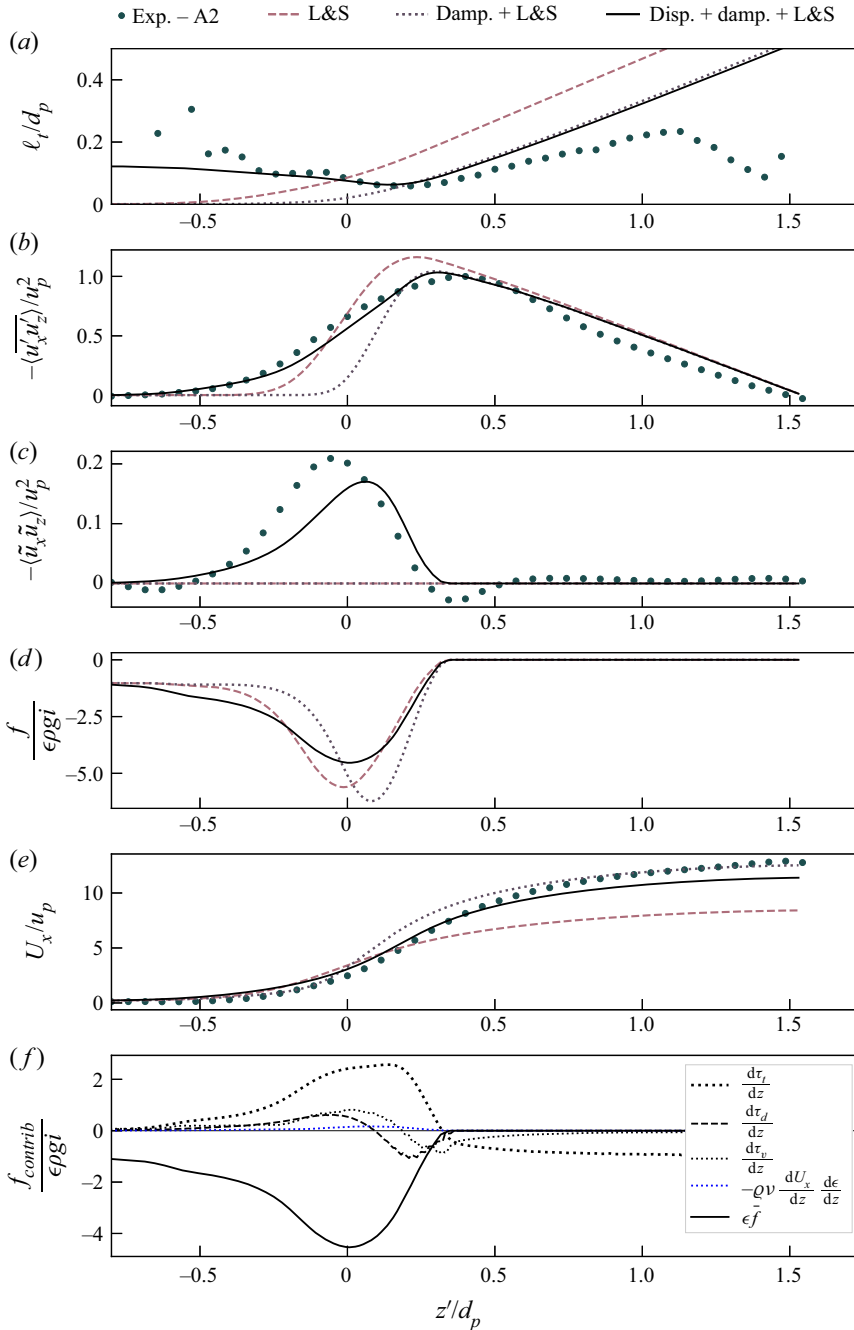 Exp. – A2 L&S Damp. + L&S Disp. + damp. + L&S
(a)
0.4
0.2
0
ℓt/dp
–0.5 0 0.5 1.0 1.5
(b)
1.0
0.5
0
–⟨u′x u′z⟩/u²p
–0.5 0 0.5 1.0 1.5
(c)
0.2
0.1
0
–⟨ũx ũz⟩/u²p
–0.5 0 0.5 1.0 1.5
(d)
0
–2.5
–5.0
f
ϵρgi
–0.5 0 0.5 1.0 1.5
(e)
10
5
0
Ux/up
–0.5 0 0.5 1.0 1.5
(f)
2
0
–2
–4
fcontrib
ϵρgi
dτt
dz
dτd
dz
dτv
dz
–ϱν dUx/dz dϵ/dz
ϵf̄
–0.5 0 0.5 1.0 1.5
z′/dp